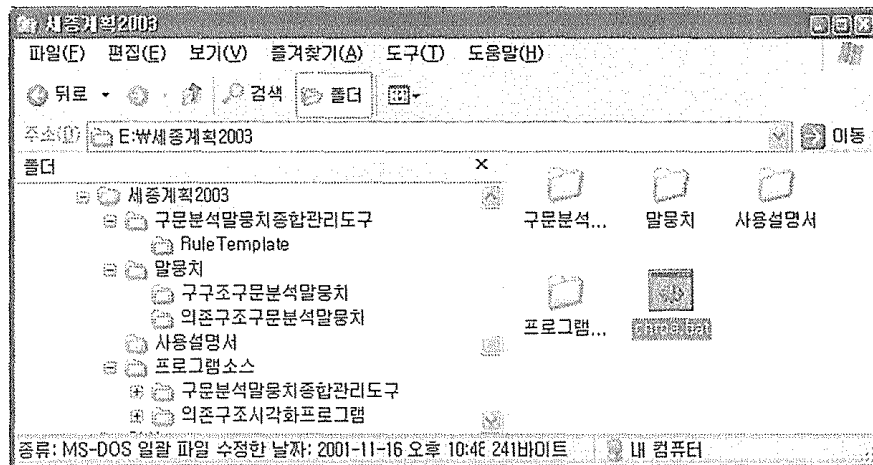 세종계획2003
파일(F) 편집(E) 보기(V) 즐겨찾기(A) 도구(T) 도움말(H)
뒤로 검색 폴더
주소(D) E:₩세종계획2003 이동
폴더 ×
세종계획2003
구문분석말뭉치종합관리도구
RuleTemplate
말뭉치
구구조구문분석말뭉치
의존구조구문분석말뭉치
사용설명서
프로그램소스
구문분석말뭉치종합관리도구
의존구조시각화프로그램
구문분석... 말뭉치 사용설명서
프로그램...
종류: MS-DOS 일괄 파일 수정한 날짜: 2001-11-16 오후 10:46 241바이트 내 컴퓨터